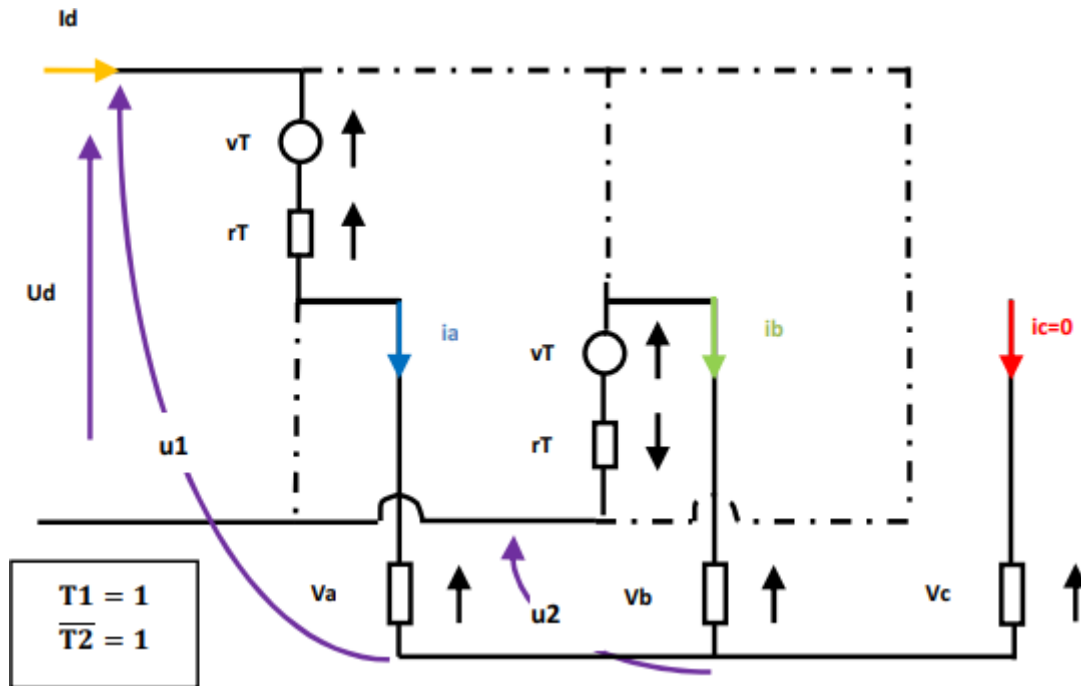 Id
vT
rT
Ud
ia
vT
ib
ic=0
rT
u1
T1 = 1
T2̅ = 1
Va
u2
Vb
Vc